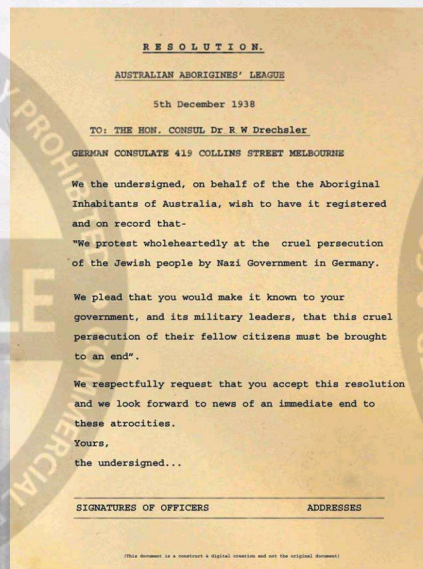 RESOLUTION.
AUSTRALIAN ABORIGINES' LEAGUE
5th December 1938
TO: THE HON. CONSUL Dr R W Drechsler
GERMAN CONSULATE 419 COLLINS STREET MELBOURNE
We the undersigned, on behalf of the the Aboriginal
Inhabitants of Australia, wish to have it registered
and on record that-
"We protest wholeheartedly at the cruel persecution
of the Jewish people by Nazi Government in Germany.
We plead that you would make it known to your
government, and its military leaders, that this cruel
persecution of their fellow citizens must be brought
to an end".
We respectfully request that you accept this resolution
and we look forward to news of an immediate end to
these atrocities.
Yours,
the undersigned...
SIGNATURES OF OFFICERS ADDRESSES
(This document is a construct & digital creation and not the original document)